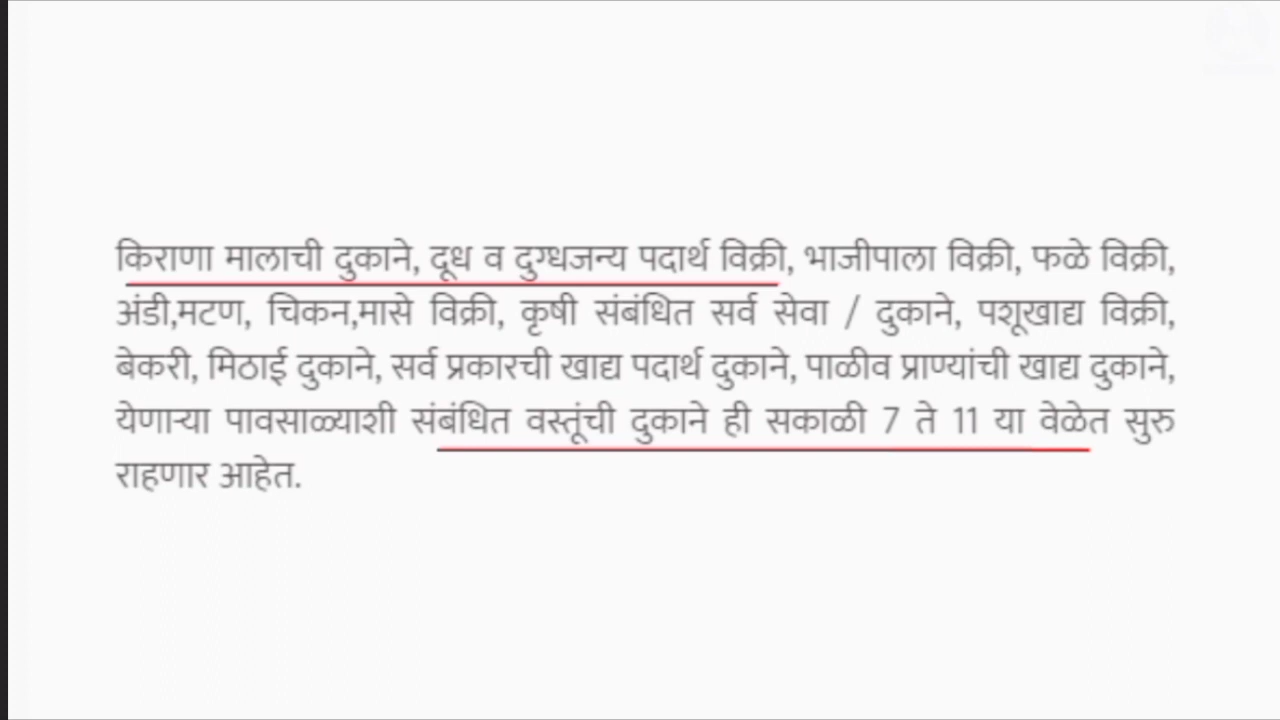 किराणा मालाची दुकाने, दूध व दुग्धजन्य पदार्थ विक्री, भाजीपाला विक्री, फळे विक्री,
अंडी,मटण, चिकन,मासे विक्री, कृषी संबंधित सर्व सेवा / दुकाने, पशूखाद्य विक्री,
बेकरी, मिठाई दुकाने, सर्व प्रकारची खाद्य पदार्थ दुकाने, पाळीव प्राण्यांची खाद्य दुकाने,
येणाऱ्या पावसाळ्याशी संबंधित वस्तूंची दुकाने ही सकाळी 7 ते 11 या वेळेत सुरु
राहणार आहेत.